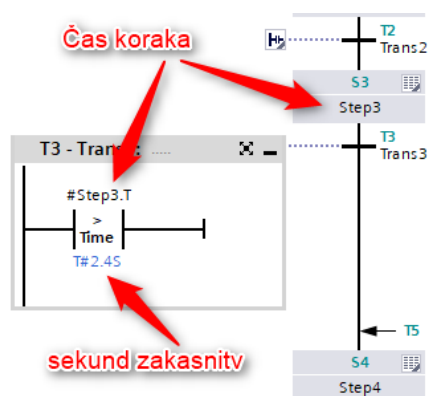 Čas koraka
T2
Trans2
S3
Step3
T3 - Trans
#Step3.T
>
Time
T#2.4S
T3
Trans3
T5
sekund zakasnitv
S4
Step4